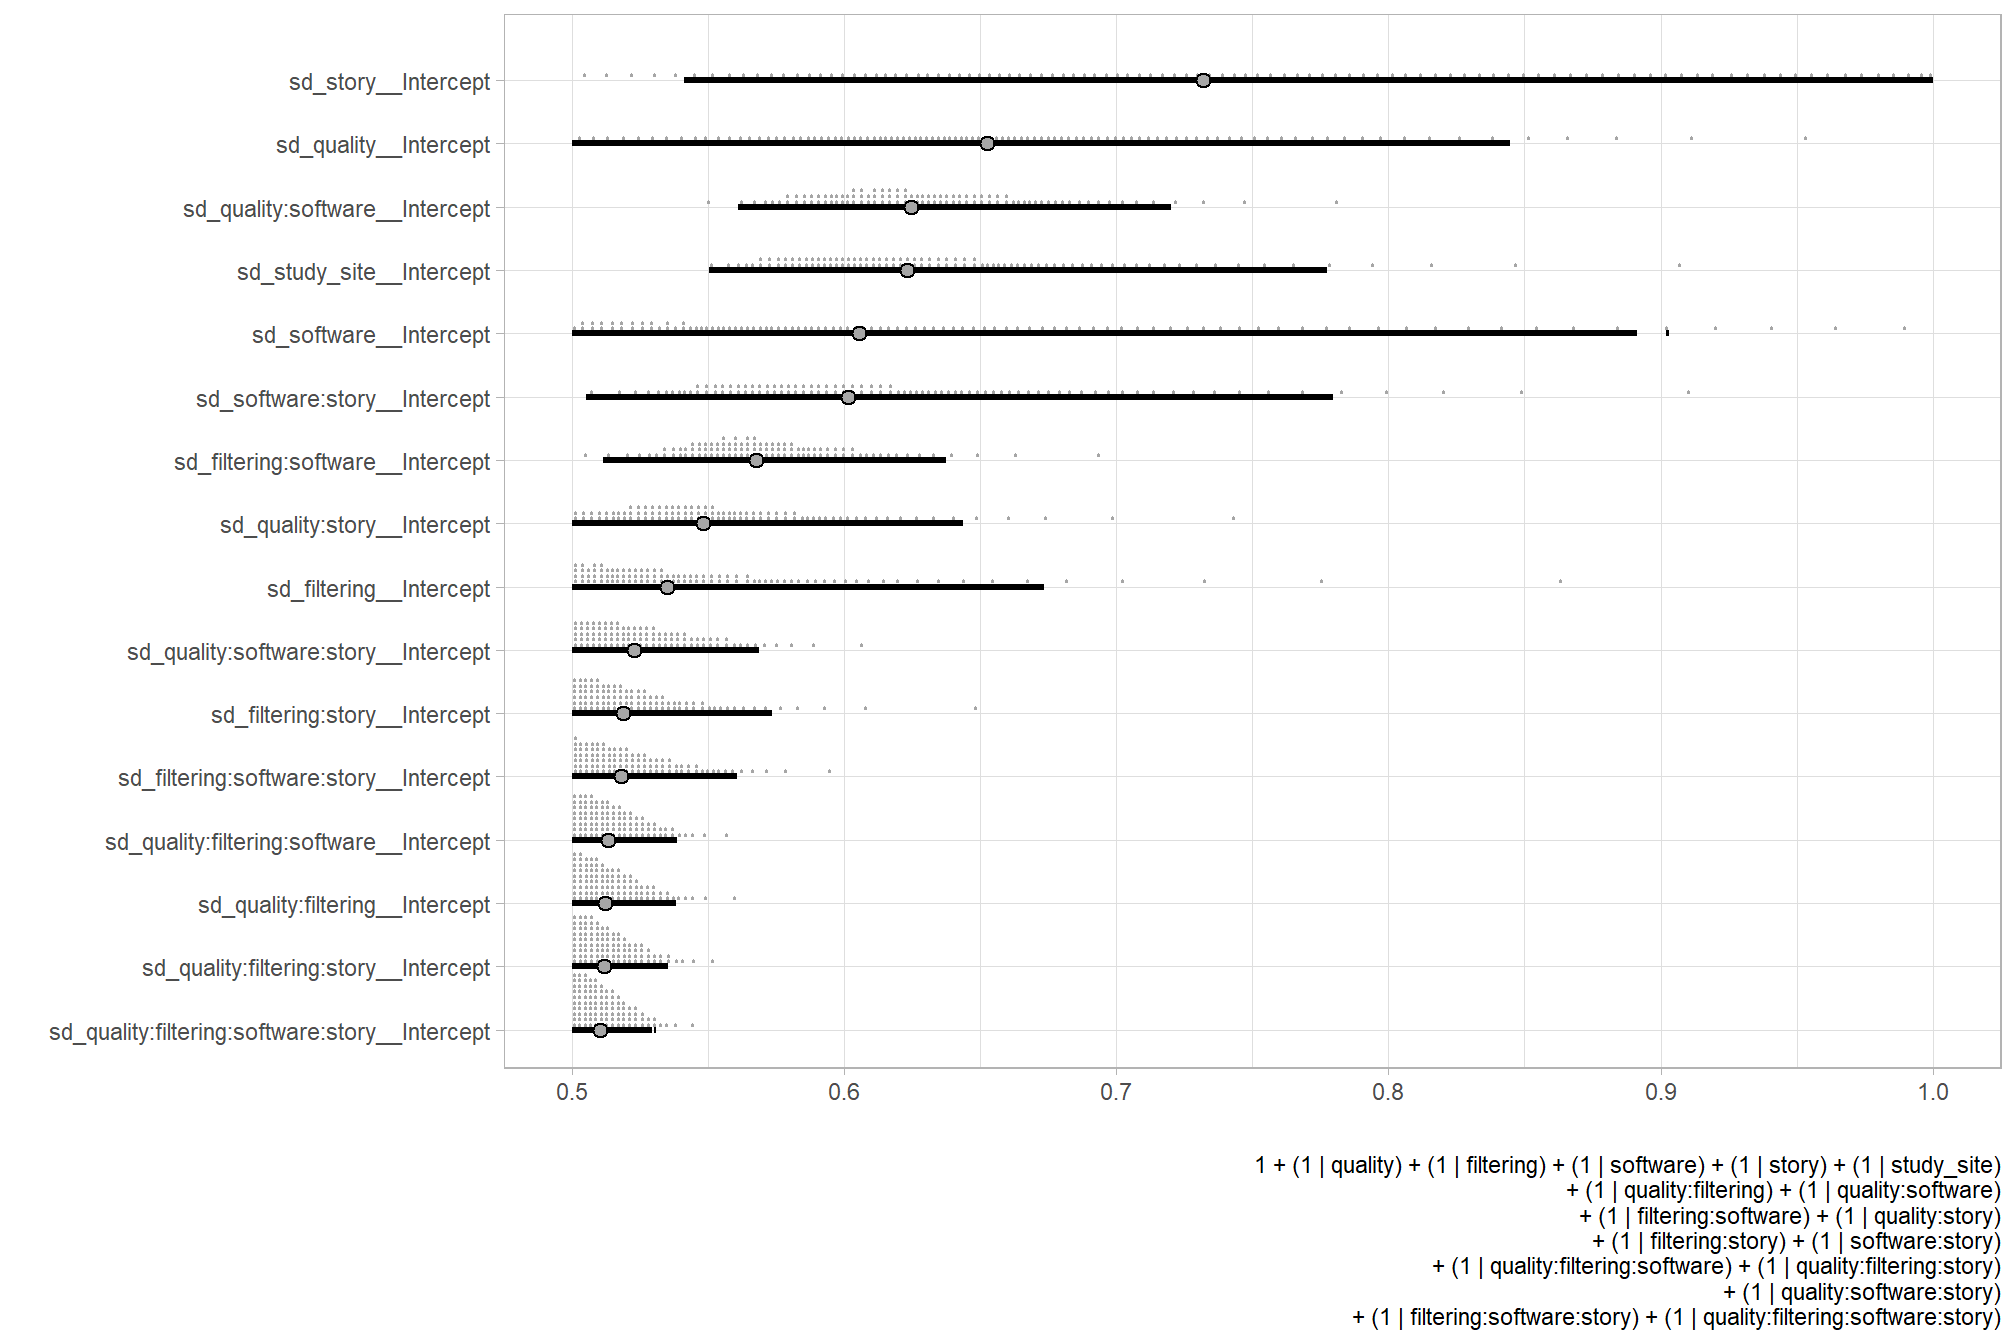 sd_story__Intercept
sd_quality__Intercept
sd_quality:software__Intercept
sd_study_site__Intercept
sd_software__Intercept
sd_software:story__Intercept
sd_filtering:software__Intercept
sd_quality:story__Intercept
sd_filtering__Intercept
sd_quality:software:story__Intercept
sd_filtering:story__Intercept
sd_filtering:software:story__Intercept
sd_quality:filtering:software__Intercept
sd_quality:filtering__Intercept
sd_quality:filtering:story__Intercept
sd_quality:filtering:software:story__Intercept
0.5 0.6 0.7 0.8 0.9 1.0
1 + (1 | quality) + (1 | filtering) + (1 | software) + (1 | story) + (1 | study_site)
+ (1 | quality:filtering) + (1 | quality:software)
+ (1 | filtering:software) + (1 | quality:story)
+ (1 | filtering:story) + (1 | software:story)
+ (1 | quality:filtering:software) + (1 | quality:filtering:story)
+ (1 | quality:software:story)
+ (1 | filtering:software:story) + (1 | quality:filtering:software:story)